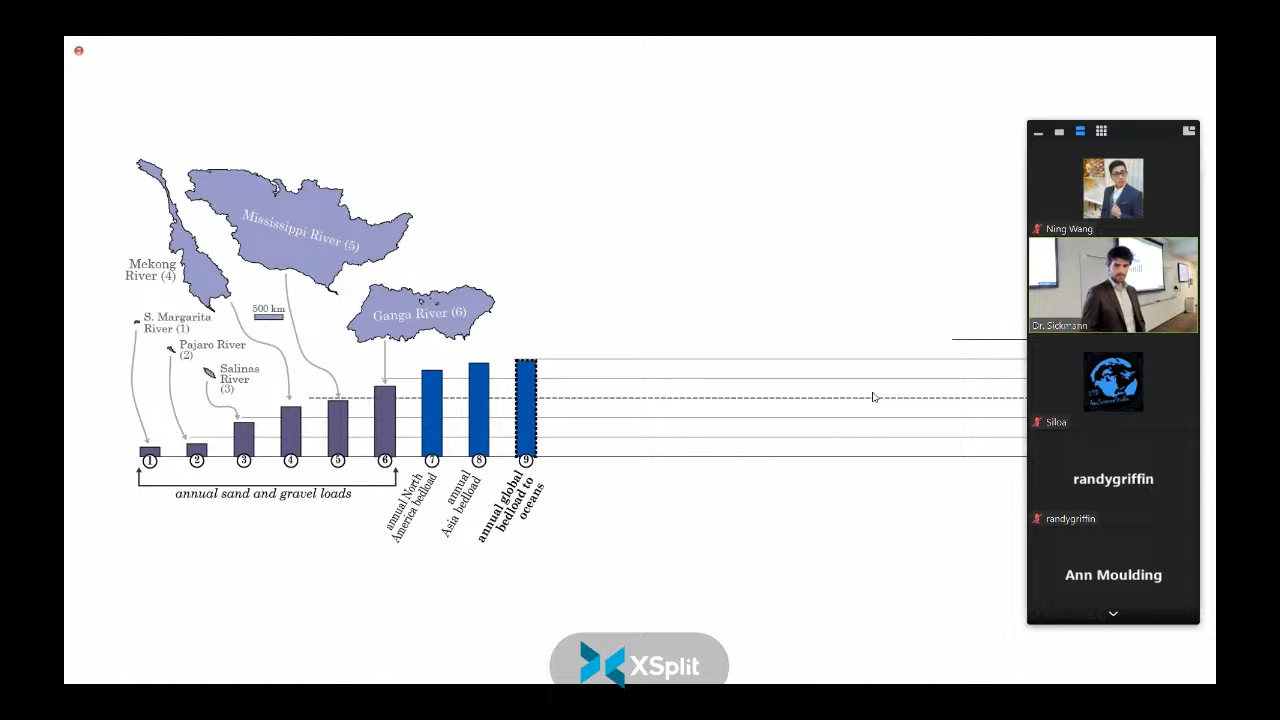 Mississippi River (5)
Mekong
River (4)
500 km
Ganga River (6)
S. Margarita
River (1)
Pajaro River
(2)
Salinas
River
(3)
1 2 3 4 5 6 7 8 9
annual sand and gravel loads
annual North
America bedload
annual
Asia bedload
annual global
bedload to
oceans
Ning Wang
Dr. Sickmann
Siloa
randygriffin
randygriffin
Ann Moulding
XSplit